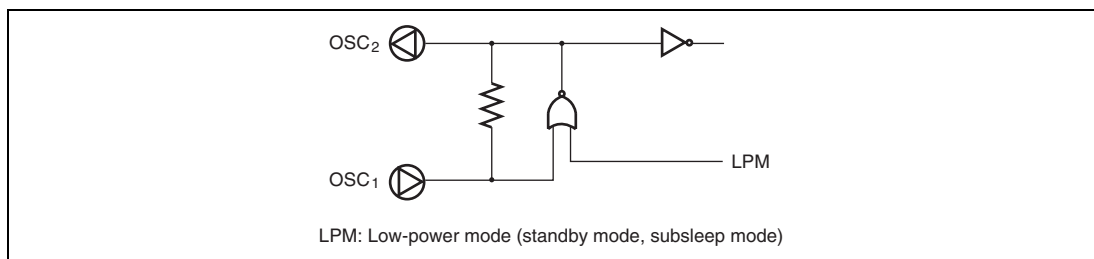 OSC2
OSC1
LPM
LPM: Low-power mode (standby mode, subsleep mode)